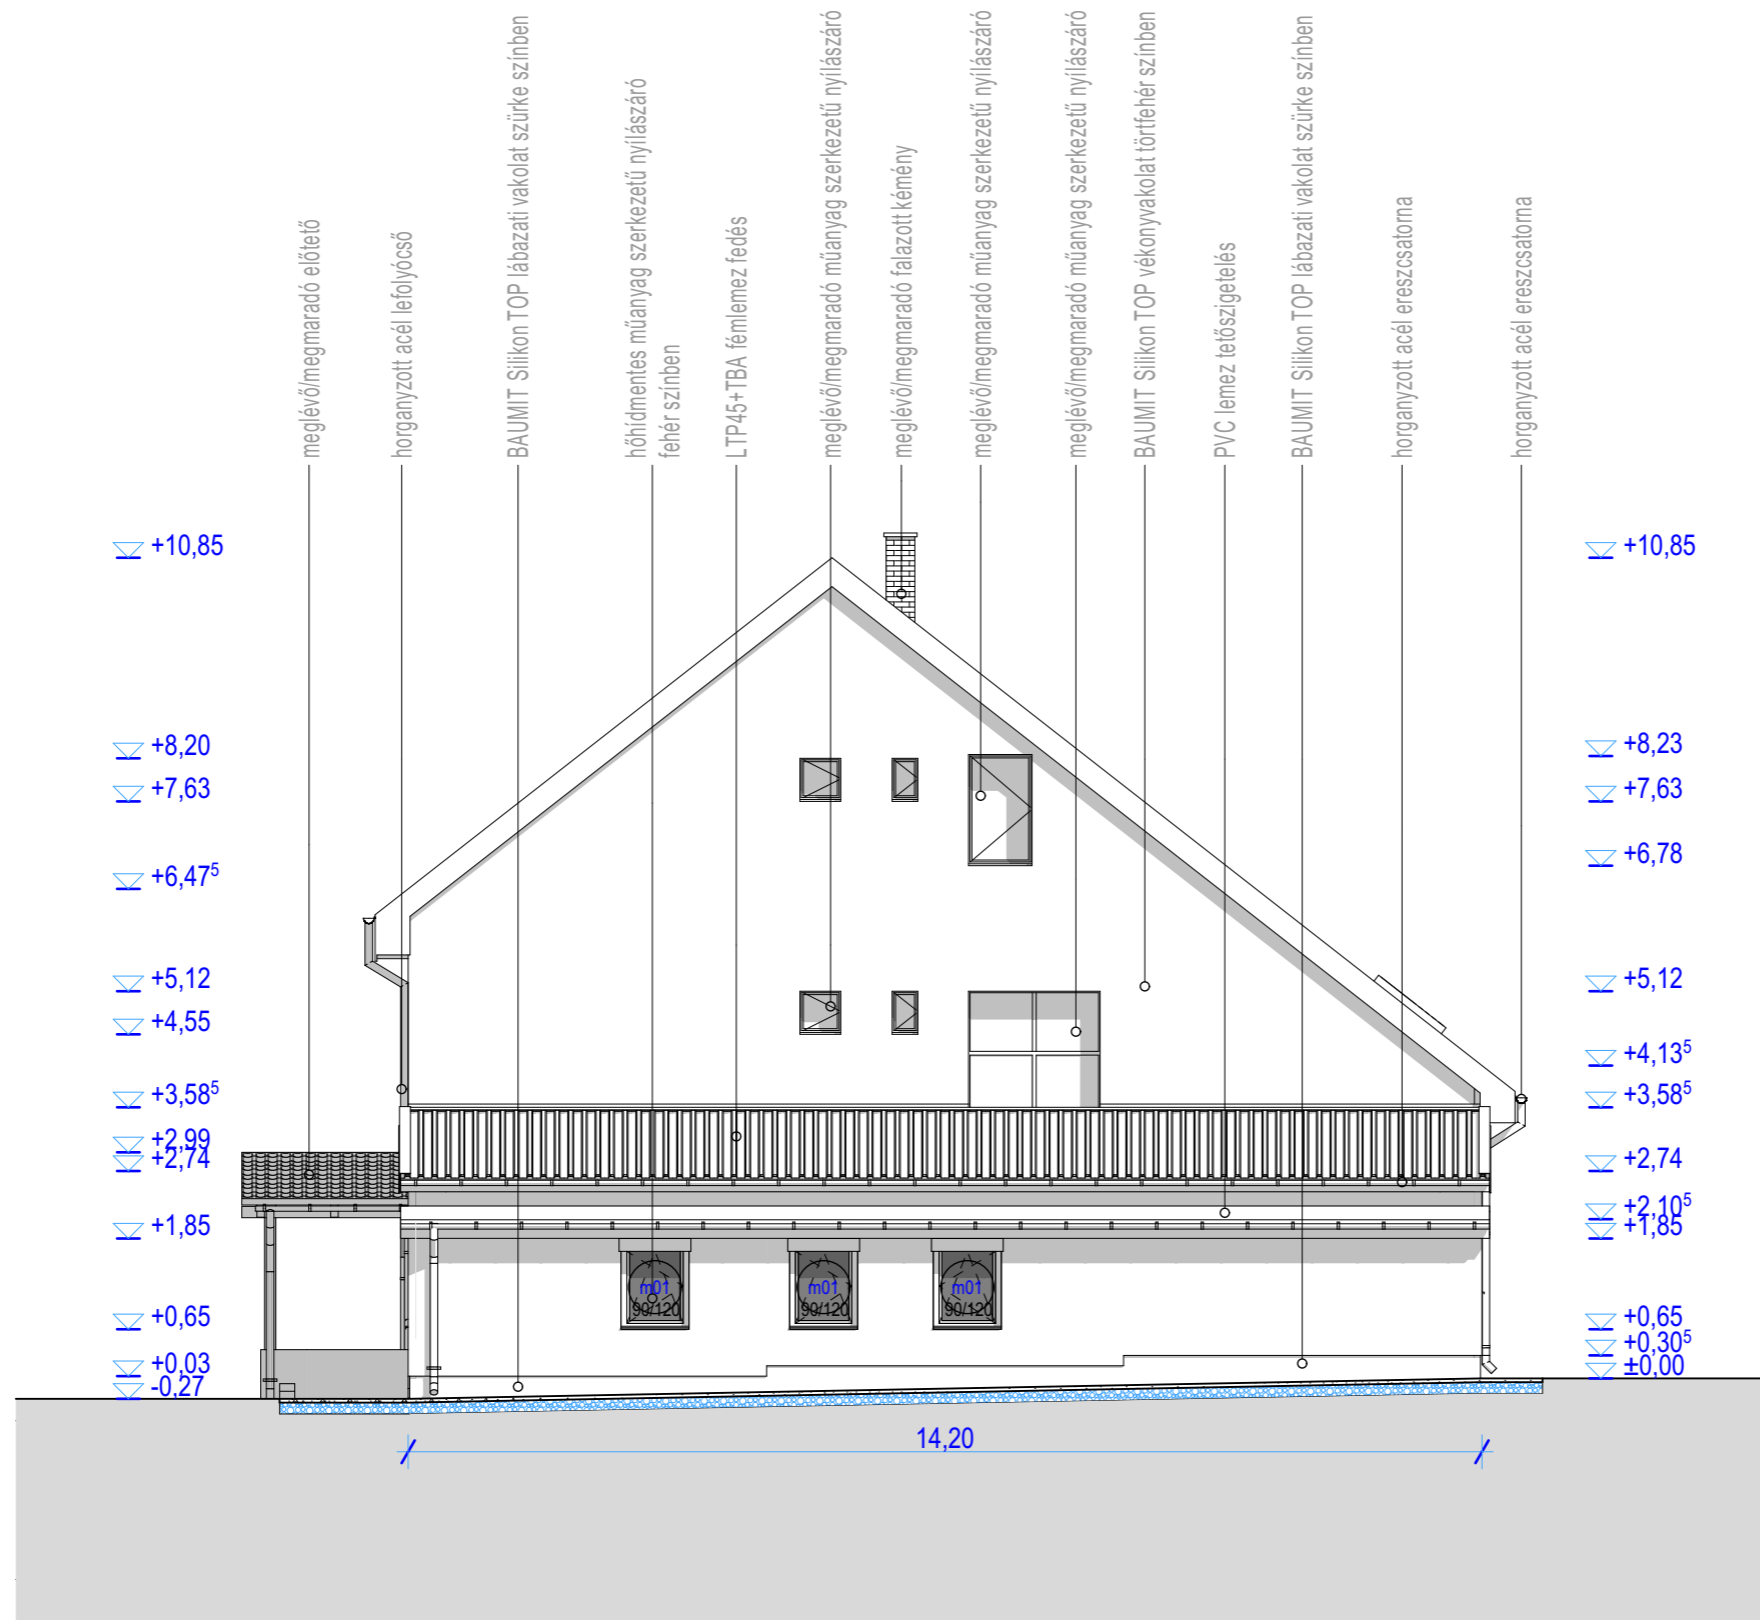 meglévő/megmaradó előtető
horganyzott acél lefolyócső
BAUMIT Silikon TOP lábazati vakolat szürke színben
hőhídmentes műanyag szerkezetű nyílászáró
fehér színben
LTP45+TBA fémlemez fedés
meglévő/megmaradó műanyag szerkezetű nyílászáró
meglévő/megmaradó falazott kémény
meglévő/megmaradó műanyag szerkezetű nyílászáró
meglévő/megmaradó műanyag szerkezetű nyílászáró
BAUMIT Silikon TOP vékonyvakolat törtfehér színben
PVC lemez tetőszigetelés
BAUMIT Silikon TOP lábazati vakolat szürke színben
horganyzott acél ereszcsatorna
horganyzott acél ereszcsatorna
+10,85
+8,20
+7,63
+6,47⁵
+5,12
+4,55
+3,58⁵
+2,99
+2,74
+1,85
+0,65
+0,03
-0,27
+10,85
+8,23
+7,63
+6,78
+5,12
+4,13⁵
+3,58⁵
+2,74
+2,10⁵
+1,85
+0,65
+0,30⁵
±0,00
m01
90/120
m01
90/120
m01
90/120
14,20